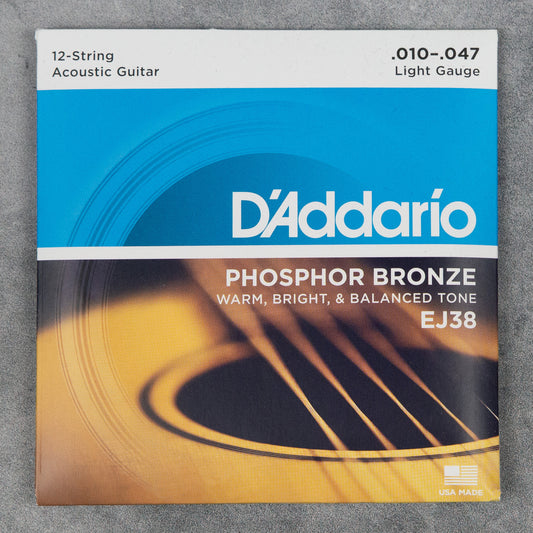 12-String
Acoustic Guitar
.010–.047
Light Gauge
D'Addario
PHOSPHOR BRONZE
WARM, BRIGHT, & BALANCED TONE
EJ38
USA MADE